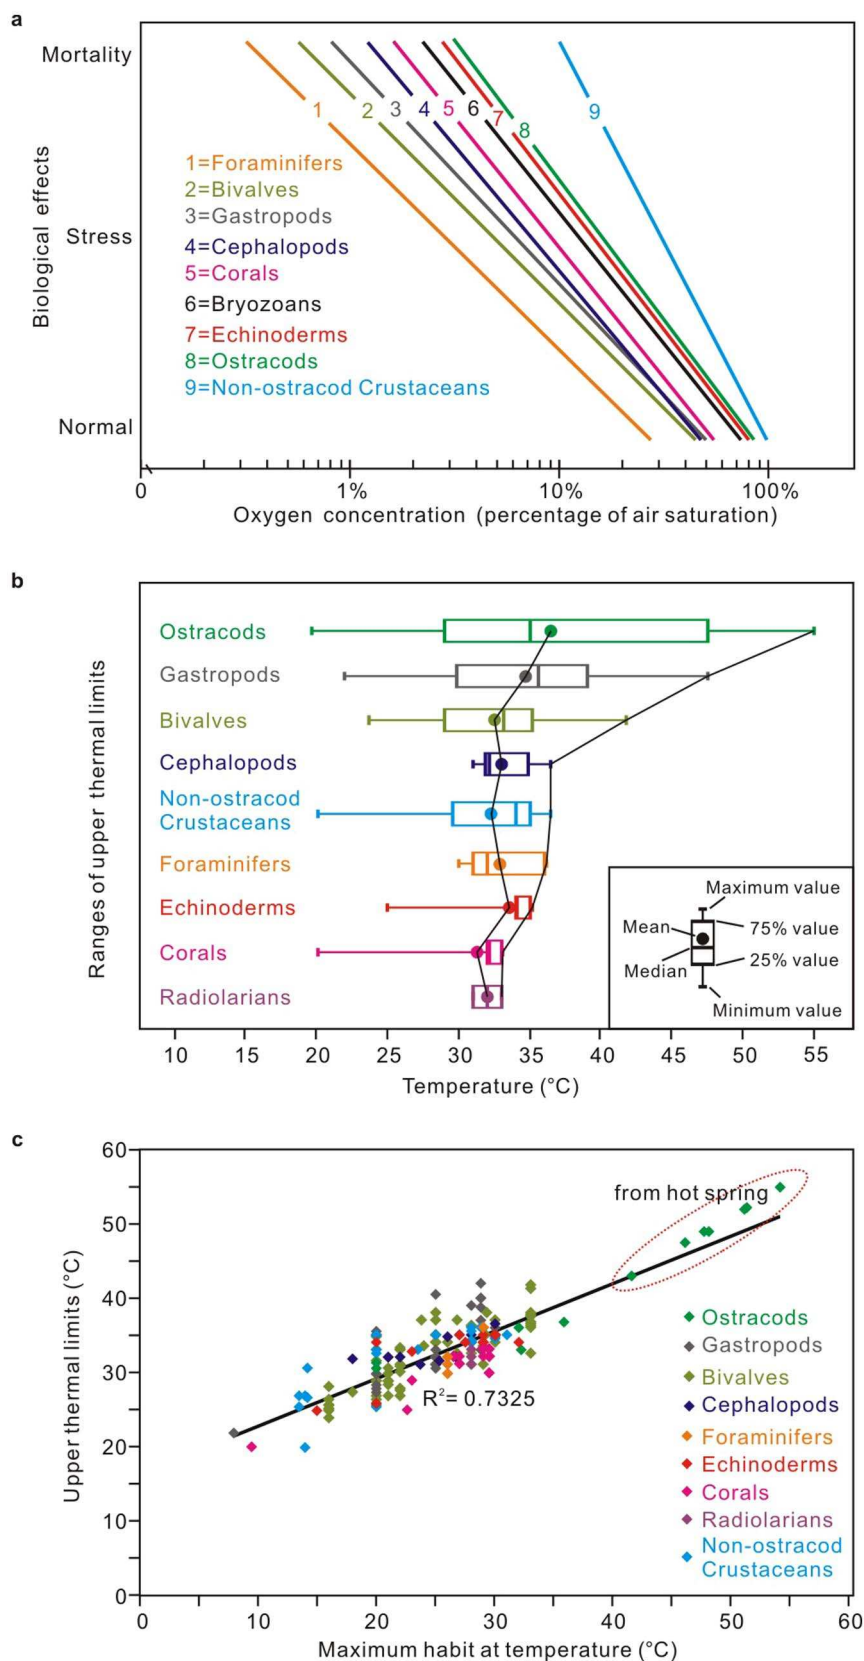 a
Mortality
Biological effects
Stress
Normal
1
2
3
4
5
6
7
8
9
1=Foraminifers
2=Bivalves
3=Gastropods
4=Cephalopods
5=Corals
6=Bryozoans
7=Echinoderms
8=Ostracods
9=Non-ostracod Crustaceans
0 1% 10% 100%
Oxygen concentration (percentage of air saturation)
b
Ranges of upper thermal limits
Ostracods
Gastropods
Bivalves
Cephalopods
Non-ostracod
Crustaceans
Foraminifers
Echinoderms
Corals
Radiolarians
Maximum value
Mean
75% value
Median
25% value
Minimum value
10 15 20 25 30 35 40 45 50 55
Temperature (°C)
c
Upper thermal limits (°C)
60
50
40
30
20
10
0
from hot spring
R²= 0.7325
Ostracods
Gastropods
Bivalves
Cephalopods
Foraminifers
Echinoderms
Corals
Radiolarians
Non-ostracod
Crustaceans
0 10 20 30 40 50 60
Maximum habit at temperature (°C)